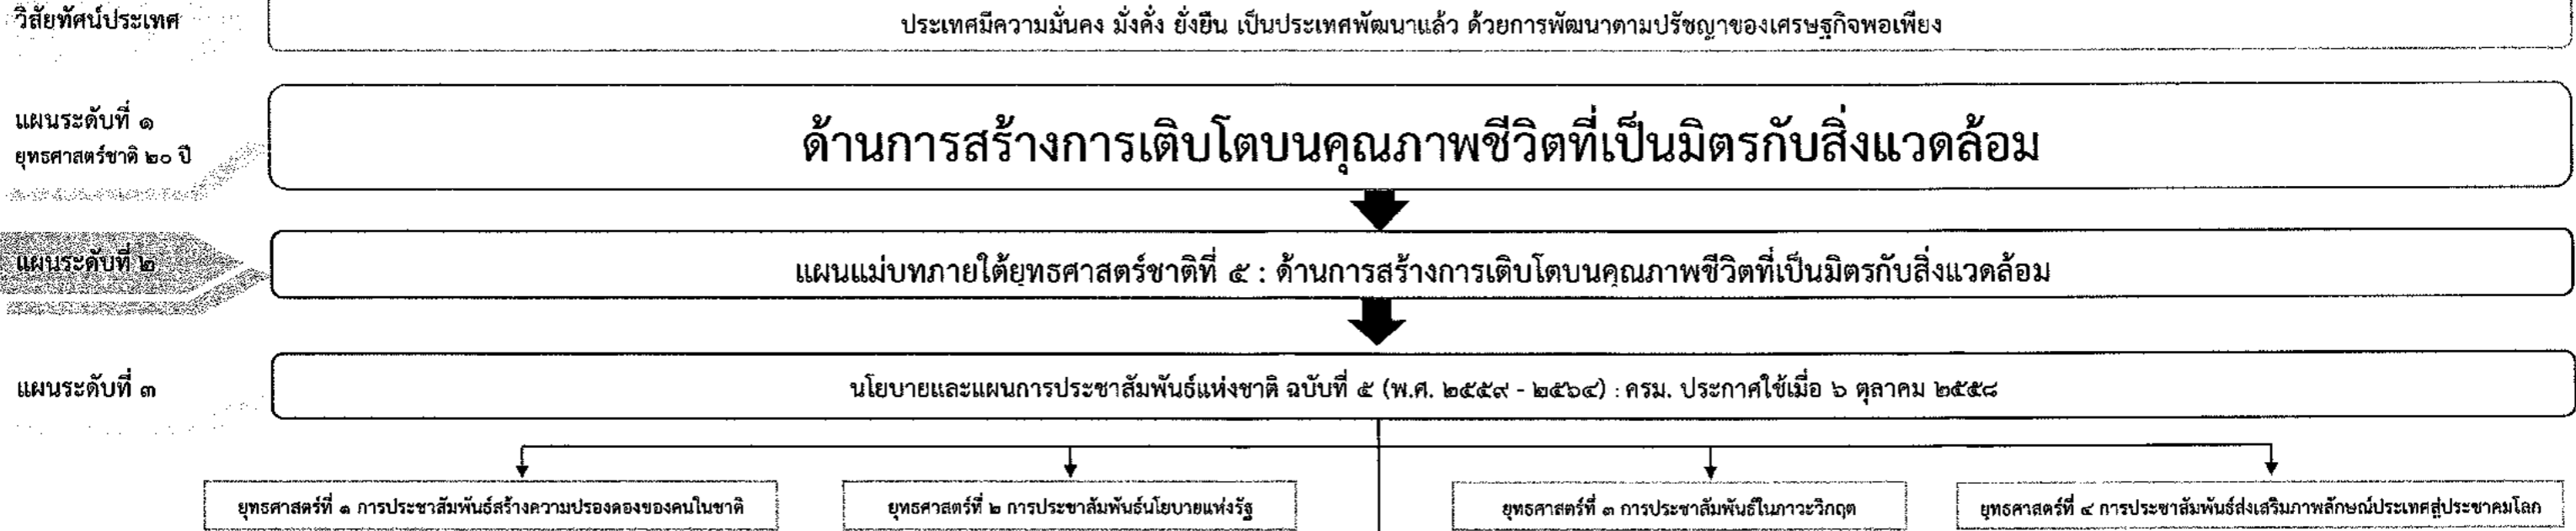 วิสัยทัศน์ประเทศ
ประเทศมีความมั่นคง มั่งคั่ง ยั่งยืน เป็นประเทศพัฒนาแล้ว ด้วยการพัฒนาตามปรัชญาของเศรษฐกิจพอเพียง
แผนระดับที่ ๑
ยุทธศาสตร์ชาติ ๒๐ ปี
ด้านการสร้างการเติบโตบนคุณภาพชีวิตที่เป็นมิตรกับสิ่งแวดล้อม
แผนระดับที่ ๒
แผนแม่บทภายใต้ยุทธศาสตร์ชาติที่ ๕ : ด้านการสร้างการเติบโตบนคุณภาพชีวิตที่เป็นมิตรกับสิ่งแวดล้อม
แผนระดับที่ ๓
นโยบายและแผนการประชาสัมพันธ์แห่งชาติ ฉบับที่ ๕ (พ.ศ. ๒๕๕๙ - ๒๕๖๔) : ครม. ประกาศใช้เมื่อ ๖ ตุลาคม ๒๕๕๘
ยุทธศาสตร์ที่ ๑ การประชาสัมพันธ์สร้างความปรองดองของคนในชาติ
ยุทธศาสตร์ที่ ๒ การประชาสัมพันธ์นโยบายแห่งรัฐ
ยุทธศาสตร์ที่ ๓ การประชาสัมพันธ์ในภาวะวิกฤต
ยุทธศาสตร์ที่ ๔ การประชาสัมพันธ์ส่งเสริมภาพลักษณ์ประเทศสู่ประชาคมโลก